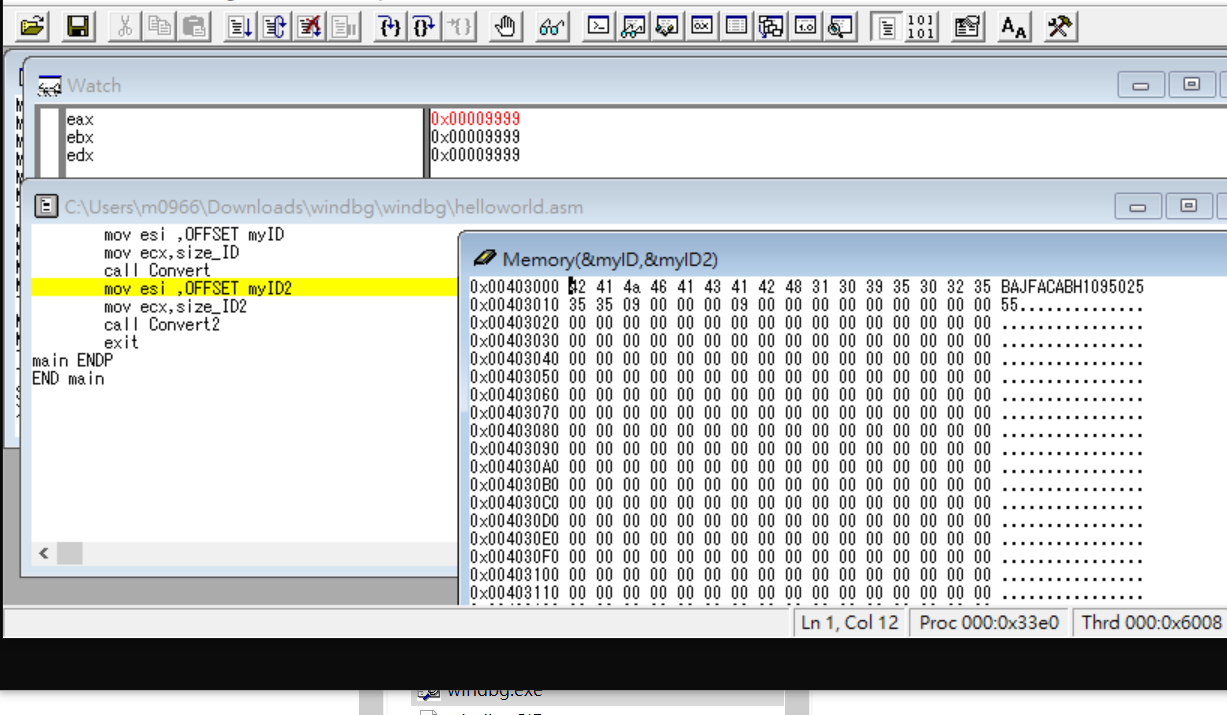 101
101
AA
Watch
eax 0x00009999
ebx 0x00009999
edx 0x00009999
C:\Users\m0966\Downloads\windbg\windbg\helloworld.asm
mov esi ,OFFSET myID
mov ecx,size_ID
call Convert
mov esi ,OFFSET myID2
mov ecx,size_ID2
call Convert2
exit
main ENDP
END main
Memory(&myID,&myID2)
0x00403000 42 41 4a 46 41 43 41 42 48 31 30 39 35 30 32 35 BAJFACABH1095025
0x00403010 35 35 09 00 00 00 09 00 00 00 00 00 00 00 00 00 55..............
0x00403020 00 00 00 00 00 00 00 00 00 00 00 00 00 00 00 00 ................
0x00403030 00 00 00 00 00 00 00 00 00 00 00 00 00 00 00 00 ................
0x00403040 00 00 00 00 00 00 00 00 00 00 00 00 00 00 00 00 ................
0x00403050 00 00 00 00 00 00 00 00 00 00 00 00 00 00 00 00 ................
0x00403060 00 00 00 00 00 00 00 00 00 00 00 00 00 00 00 00 ................
0x00403070 00 00 00 00 00 00 00 00 00 00 00 00 00 00 00 00 ................
0x00403080 00 00 00 00 00 00 00 00 00 00 00 00 00 00 00 00 ................
0x00403090 00 00 00 00 00 00 00 00 00 00 00 00 00 00 00 00 ................
0x004030A0 00 00 00 00 00 00 00 00 00 00 00 00 00 00 00 00 ................
0x004030B0 00 00 00 00 00 00 00 00 00 00 00 00 00 00 00 00 ................
0x004030C0 00 00 00 00 00 00 00 00 00 00 00 00 00 00 00 00 ................
0x004030D0 00 00 00 00 00 00 00 00 00 00 00 00 00 00 00 00 ................
0x004030E0 00 00 00 00 00 00 00 00 00 00 00 00 00 00 00 00 ................
0x004030F0 00 00 00 00 00 00 00 00 00 00 00 00 00 00 00 00 ................
0x00403100 00 00 00 00 00 00 00 00 00 00 00 00 00 00 00 00 ................
0x00403110 00 00 00 00 00 00 00 00 00 00 00 00 00 00 00 00 ................
Ln 1, Col 12 Proc 000:0x33e0 Thrd 000:0x6008
windbg.exe